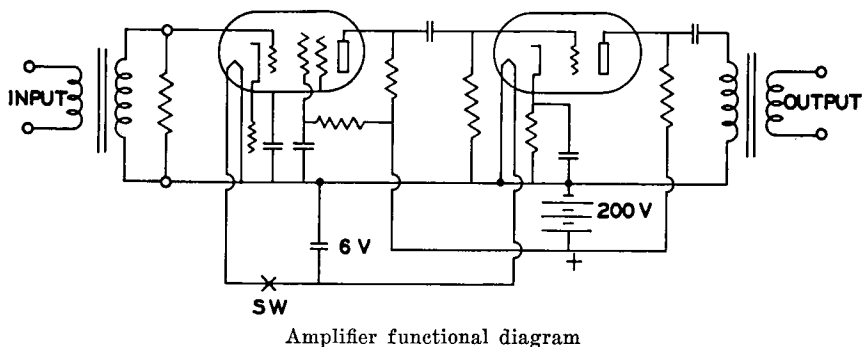 INPUT
OUTPUT
200 V
+
6 V
SW
Amplifier functional diagram